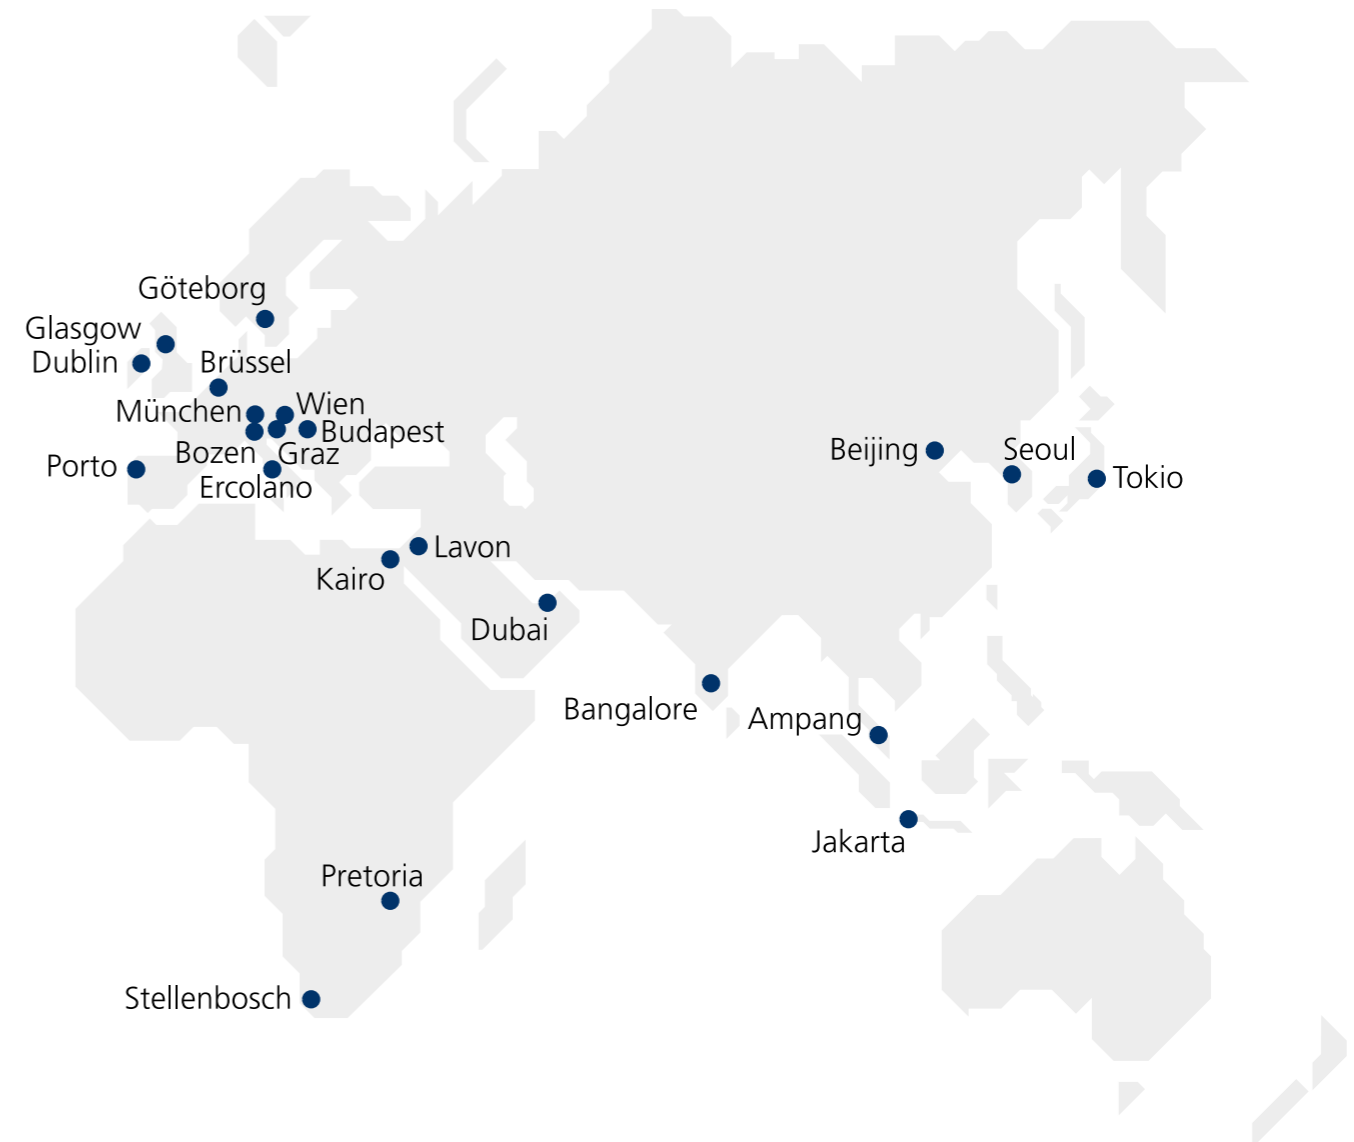 Göteborg
Glasgow
Dublin
Brüssel
München
Wien
Budapest
Bozen
Graz
Porto
Ercolano
Beijing
Seoul
Tokio
Lavon
Kairo
Dubai
Bangalore
Ampang
Jakarta
Pretoria
Stellenbosch